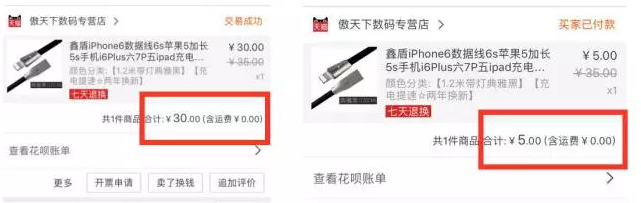 天猫 傲天下数码专营店 > 交易成功
鑫盾iPhone6数据线6s苹果5加长 ¥30.00
5s手机i6Plus六7P五ipad充电... ¥35.00
颜色分类:【1.2米带灯典雅黑】【充 x1
电提速☆两年换新】
七天退换
共1件商品 合计: ¥30.00 (含运费 ¥0.00)
查看花呗账单 >
更多 开票申请 卖了换钱 追加评价
天猫 傲天下数码专营店 > 买家已付款
鑫盾iPhone6数据线6s苹果5加长 ¥5.00
5s手机i6Plus六7P五ipad充电... ¥35.00
颜色分类:【1.2米带灯典雅黑】【充 x1
电提速☆两年换新】
七天退换
共1件商品 合计: ¥5.00 (含运费 ¥0.00)
查看花呗账单 >